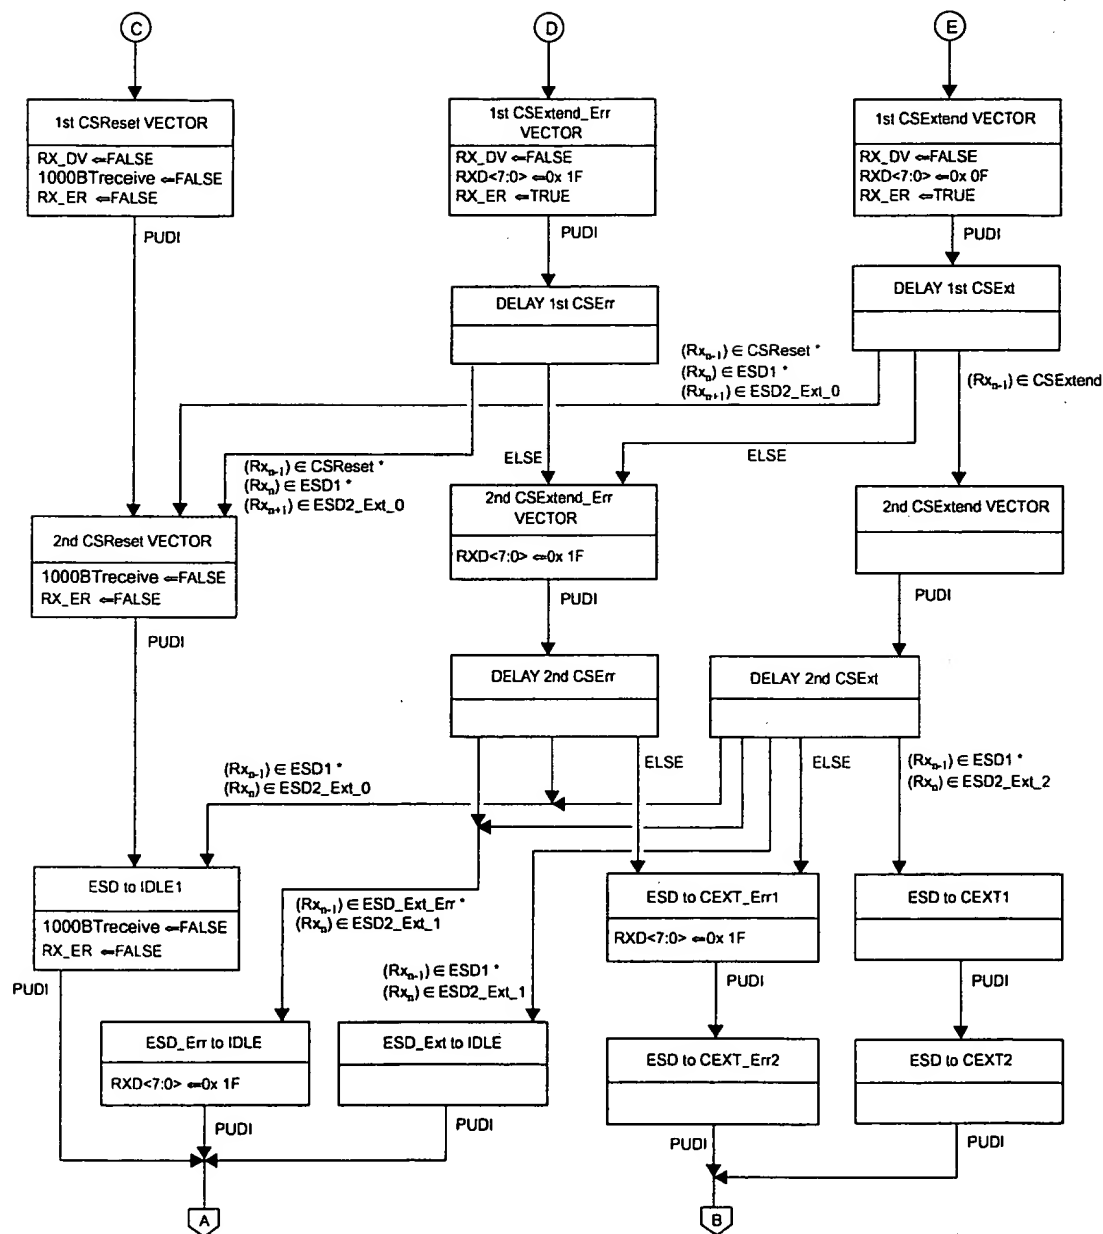 C
D
E
1st CSReset VECTOR
RX_DV ⇐FALSE
1000BTreceive ⇐FALSE
RX_ER ⇐FALSE
PUDI
1st CSExtend_Err
VECTOR
RX_DV ⇐FALSE
RXD<7:0> ⇐0x 1F
RX_ER ⇐TRUE
PUDI
1st CSExtend VECTOR
RX_DV ⇐FALSE
RXD<7:0> ⇐0x 0F
RX_ER ⇐TRUE
PUDI
DELAY 1st CSErr
DELAY 1st CSExt
(Rxn-1) ∈ CSReset *
(Rxn) ∈ ESD1 *
(Rxn+1) ∈ ESD2_Ext_0
(Rxn-1) ∈ CSExtend
(Rxn-1) ∈ CSReset *
(Rxn) ∈ ESD1 *
(Rxn+1) ∈ ESD2_Ext_0
ELSE
ELSE
2nd CSReset VECTOR
1000BTreceive ⇐FALSE
RX_ER ⇐FALSE
PUDI
2nd CSExtend_Err
VECTOR
RXD<7:0> ⇐0x 1F
PUDI
2nd CSExtend VECTOR
PUDI
DELAY 2nd CSErr
DELAY 2nd CSExt
(Rxn-1) ∈ ESD1 *
(Rxn) ∈ ESD2_Ext_0
ELSE
ELSE
(Rxn-1) ∈ ESD1 *
(Rxn) ∈ ESD2_Ext_2
ESD to IDLE1
1000BTreceive ⇐FALSE
RX_ER ⇐FALSE
PUDI
(Rxn-1) ∈ ESD_Ext_Err *
(Rxn) ∈ ESD2_Ext_1
(Rxn-1) ∈ ESD1 *
(Rxn) ∈ ESD2_Ext_1
ESD to CEXT_Err1
RXD<7:0> ⇐0x 1F
PUDI
ESD to CEXT1
PUDI
ESD_Err to IDLE
RXD<7:0> ⇐0x 1F
PUDI
ESD_Ext to IDLE
PUDI
ESD to CEXT_Err2
PUDI
ESD to CEXT2
PUDI
A
B